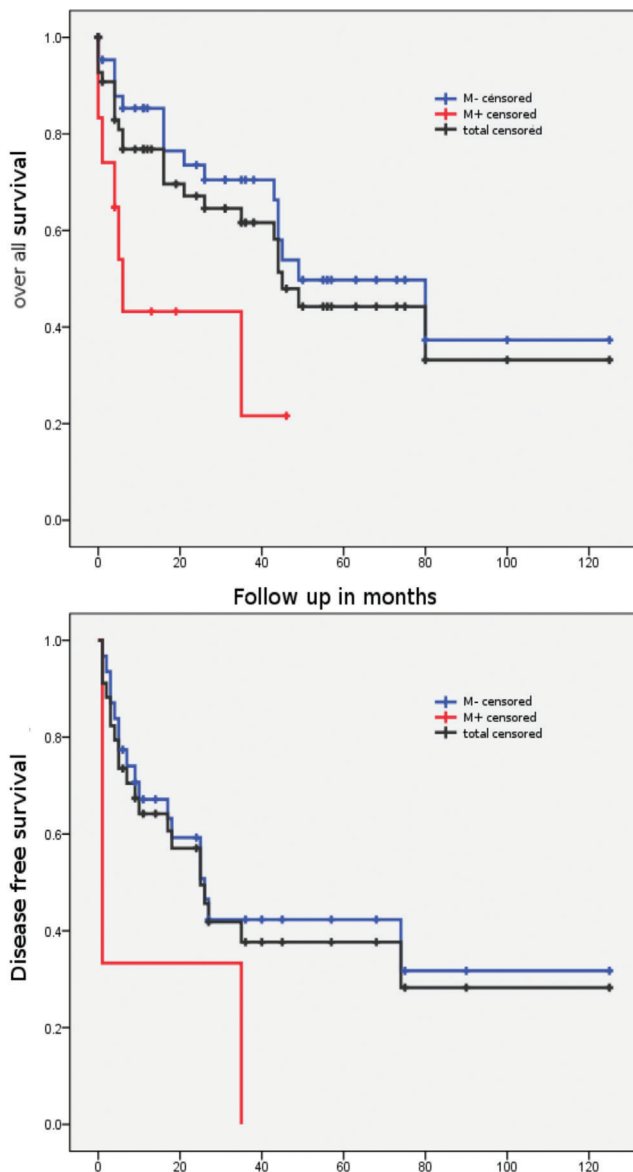 over all survival
1.0
0.8
0.6
0.4
0.2
0.0
M- censored
M+ censored
total censored
0 20 40 60 80 100 120
Follow up in months
Disease free survival
1.0
0.8
0.6
0.4
0.2
0.0
M- censored
M+ censored
total censored
0 20 40 60 80 100 120